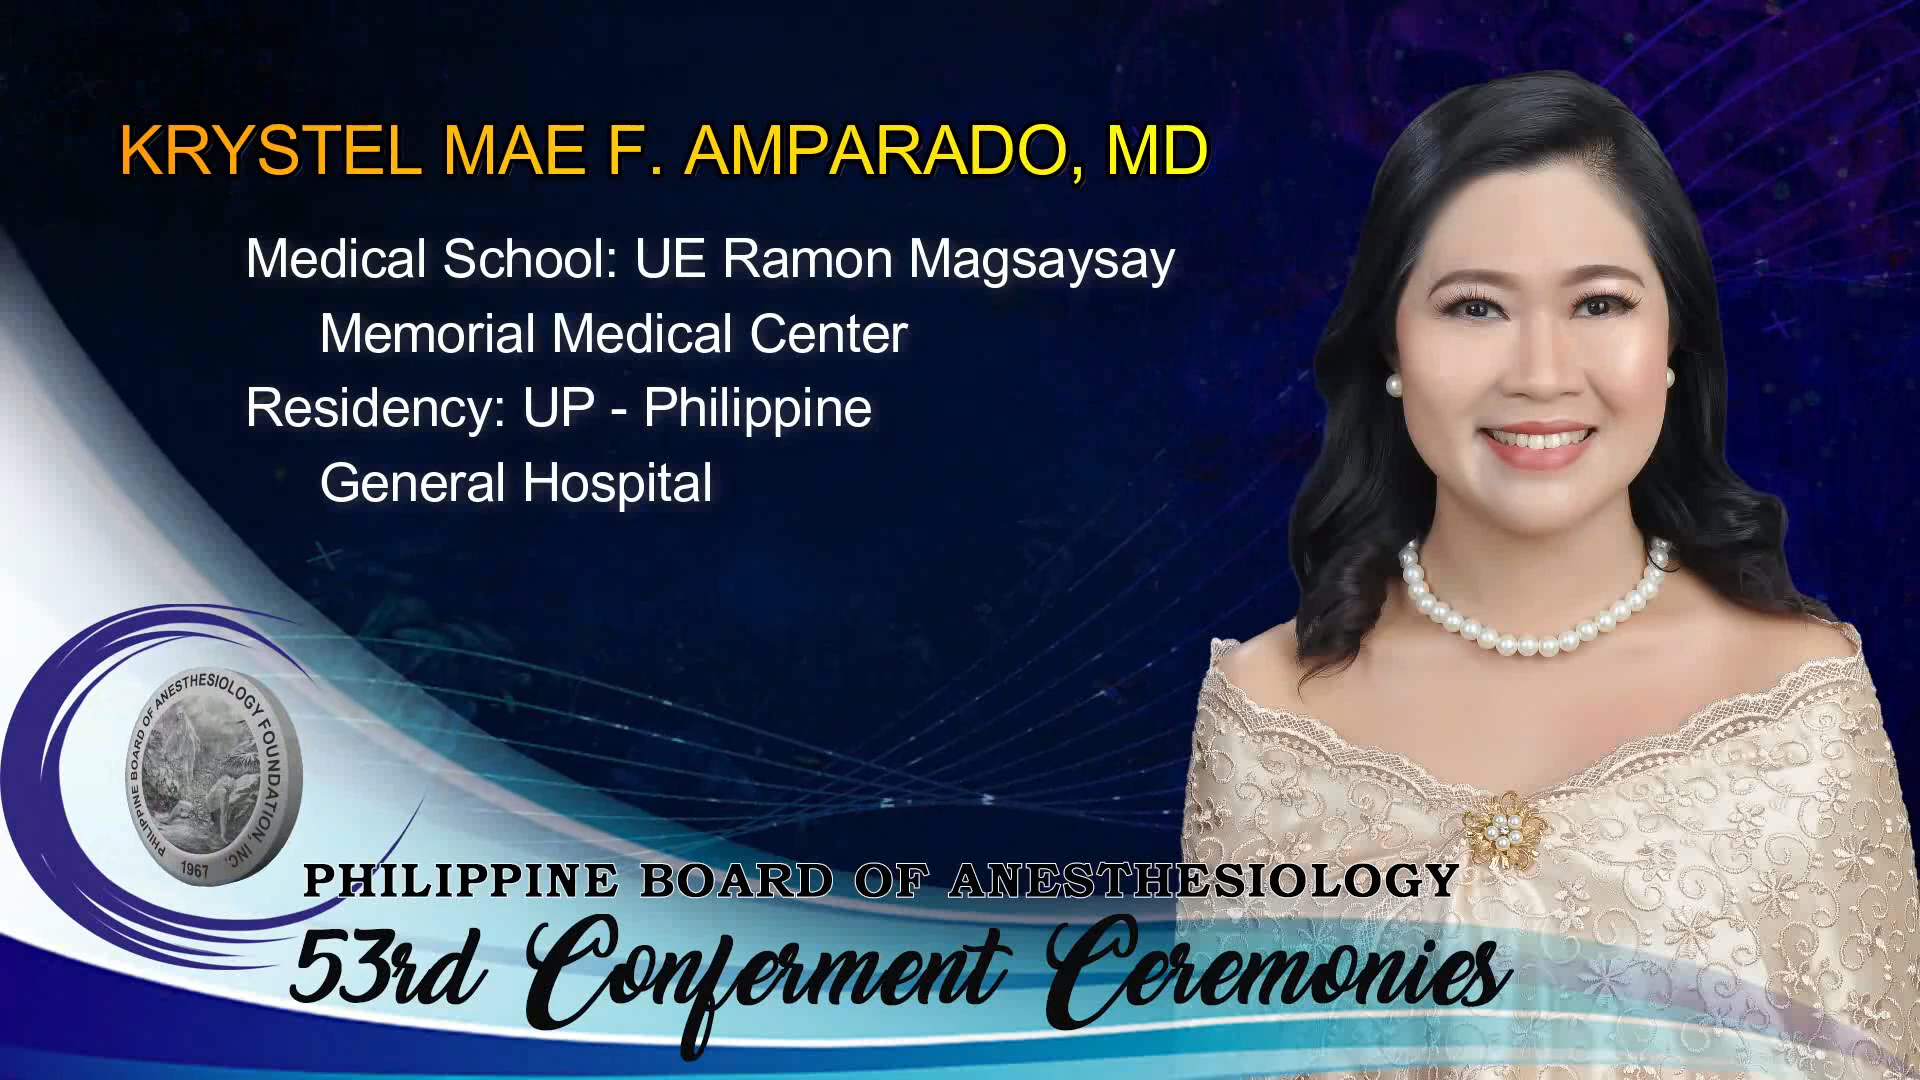 KRYSTEL MAE F. AMPARADO, MD
Medical School: UE Ramon Magsaysay
Memorial Medical Center
Residency: UP - Philippine
General Hospital
PHILIPPINE BOARD OF ANESTHESIOLOGY FOUNDATION, INC.
1967
PHILIPPINE BOARD OF ANESTHESIOLOGY
53rd Conferment Ceremonies